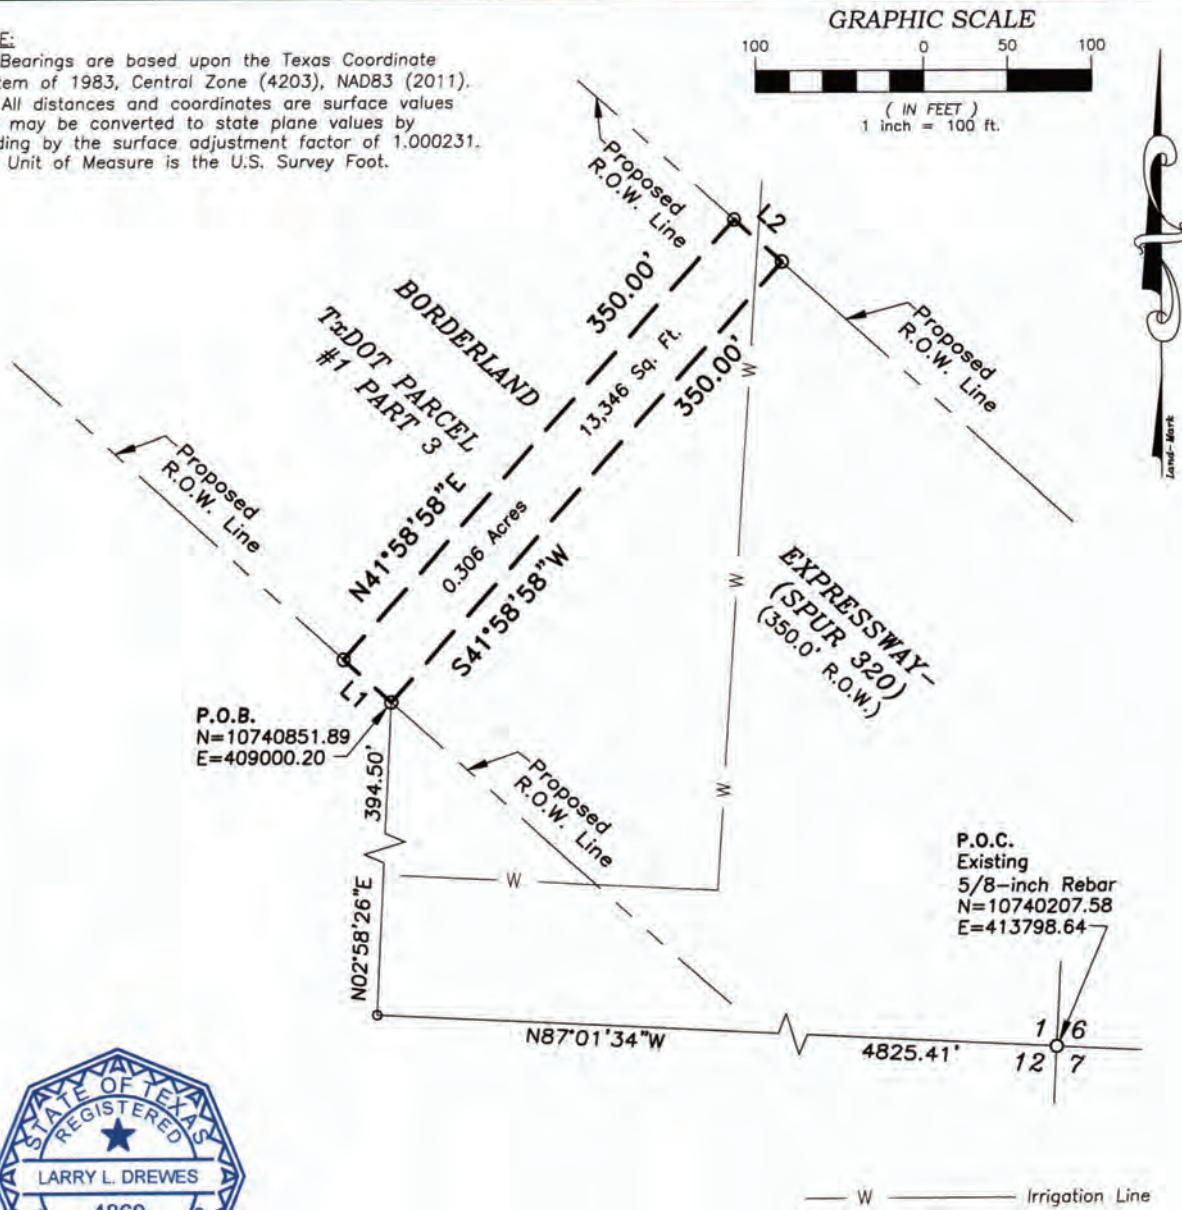 E:
Bearings are based upon the Texas Coordinate
tem of 1983, Central Zone (4203), NAD83 (2011).
All distances and coordinates are surface values
may be converted to state plane values by
ding by the surface adjustment factor of 1.000231.
Unit of Measure is the U.S. Survey Foot.
GRAPHIC SCALE
100 0 50 100
( IN FEET )
1 inch = 100 ft.
Proposed
R.O.W. Line
L2
BORDERLAND
TxDOT PARCEL
#1 PART 3
350.00'
13,346 Sq. Ft.
350.00'
Proposed
R.O.W. Line
Land-Mark
Proposed
R.O.W. Line
N41°58'58"E
0.306 Acres
S41°58'58"W
W
W
W
EXPRESSWAY-
(SPUR 320)
(350.0' R.O.W.)
L1
P.O.B.
N=10740851.89
E=409000.20
394.50'
N02°58'26"E
Proposed
R.O.W. Line
W
P.O.C.
Existing
5/8-inch Rebar
N=10740207.58
E=413798.64
N87°01'34"W
4825.41'
1 6
12 7
STATE OF TEXAS
REGISTERED
LARRY L. DREWES
4869
W Irrigation Line